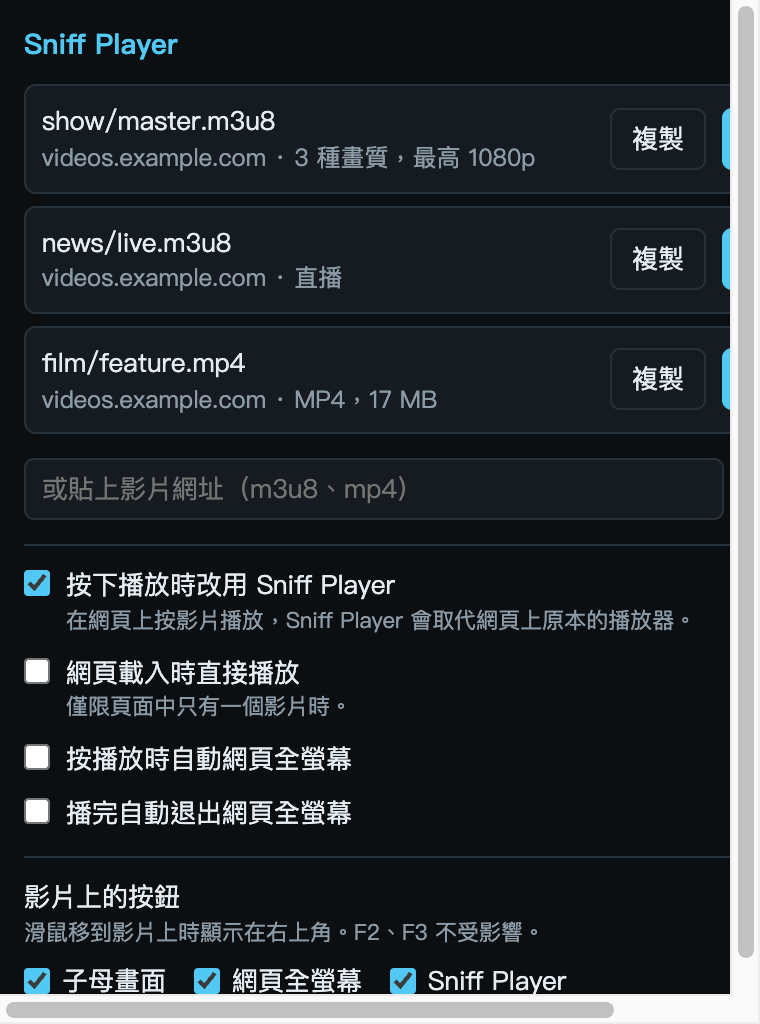 Sniff Player
show/master.m3u8
複製
videos.example.com · 3 種畫質，最高 1080p
news/live.m3u8
複製
videos.example.com · 直播
film/feature.mp4
複製
videos.example.com · MP4，17 MB
或貼上影片網址（m3u8、mp4）
按下播放時改用 Sniff Player
在網頁上按影片播放，Sniff Player 會取代網頁上原本的播放器。
網頁載入時直接播放
僅限頁面中只有一個影片時。
按播放時自動網頁全螢幕
播完自動退出網頁全螢幕
影片上的按鈕
滑鼠移到影片上時顯示在右上角。F2、F3 不受影響。
子母畫面 網頁全螢幕 Sniff Player